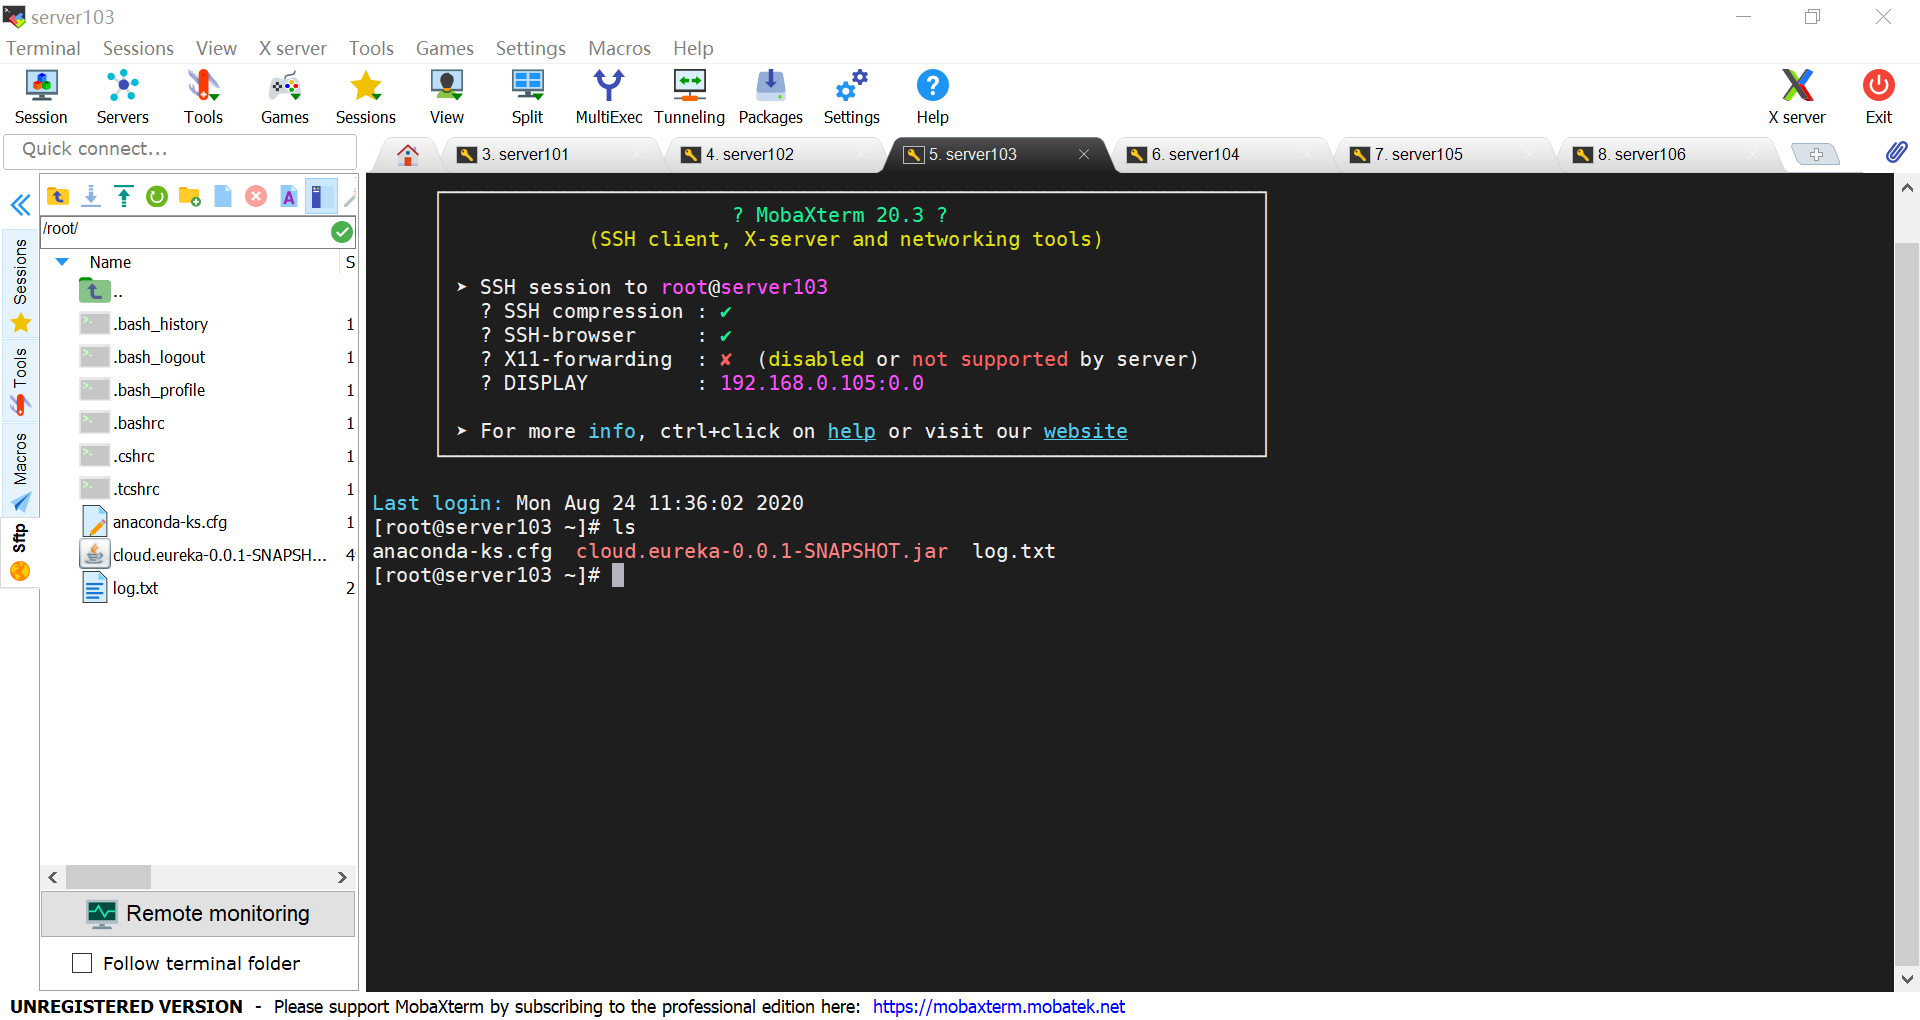 server103
Terminal Sessions View X server Tools Games Settings Macros Help
Session Servers Tools Games Sessions View Split MultiExec Tunneling Packages Settings Help X server Exit
Quick connect...
3. server101 4. server102 5. server103 6. server104 7. server105 8. server106
/root/
Name S
..
.bash_history 1
.bash_logout 1
.bash_profile 1
.bashrc 1
.cshrc 1
.tcshrc 1
anaconda-ks.cfg 1
cloud.eureka-0.0.1-SNAPSH... 4
log.txt 2
Sessions
Tools
Macros
Sftp
Remote monitoring
Follow terminal folder
? MobaXterm 20.3 ?
(SSH client, X-server and networking tools)
➤ SSH session to root@server103
? SSH compression : ✔
? SSH-browser : ✔
? X11-forwarding : ✘ (disabled or not supported by server)
? DISPLAY : 192.168.0.105:0.0
➤ For more info, ctrl+click on help or visit our website
Last login: Mon Aug 24 11:36:02 2020
[root@server103 ~]# ls
anaconda-ks.cfg cloud.eureka-0.0.1-SNAPSHOT.jar log.txt
[root@server103 ~]#
UNREGISTERED VERSION - Please support MobaXterm by subscribing to the professional edition here: https://mobaxterm.mobatek.net